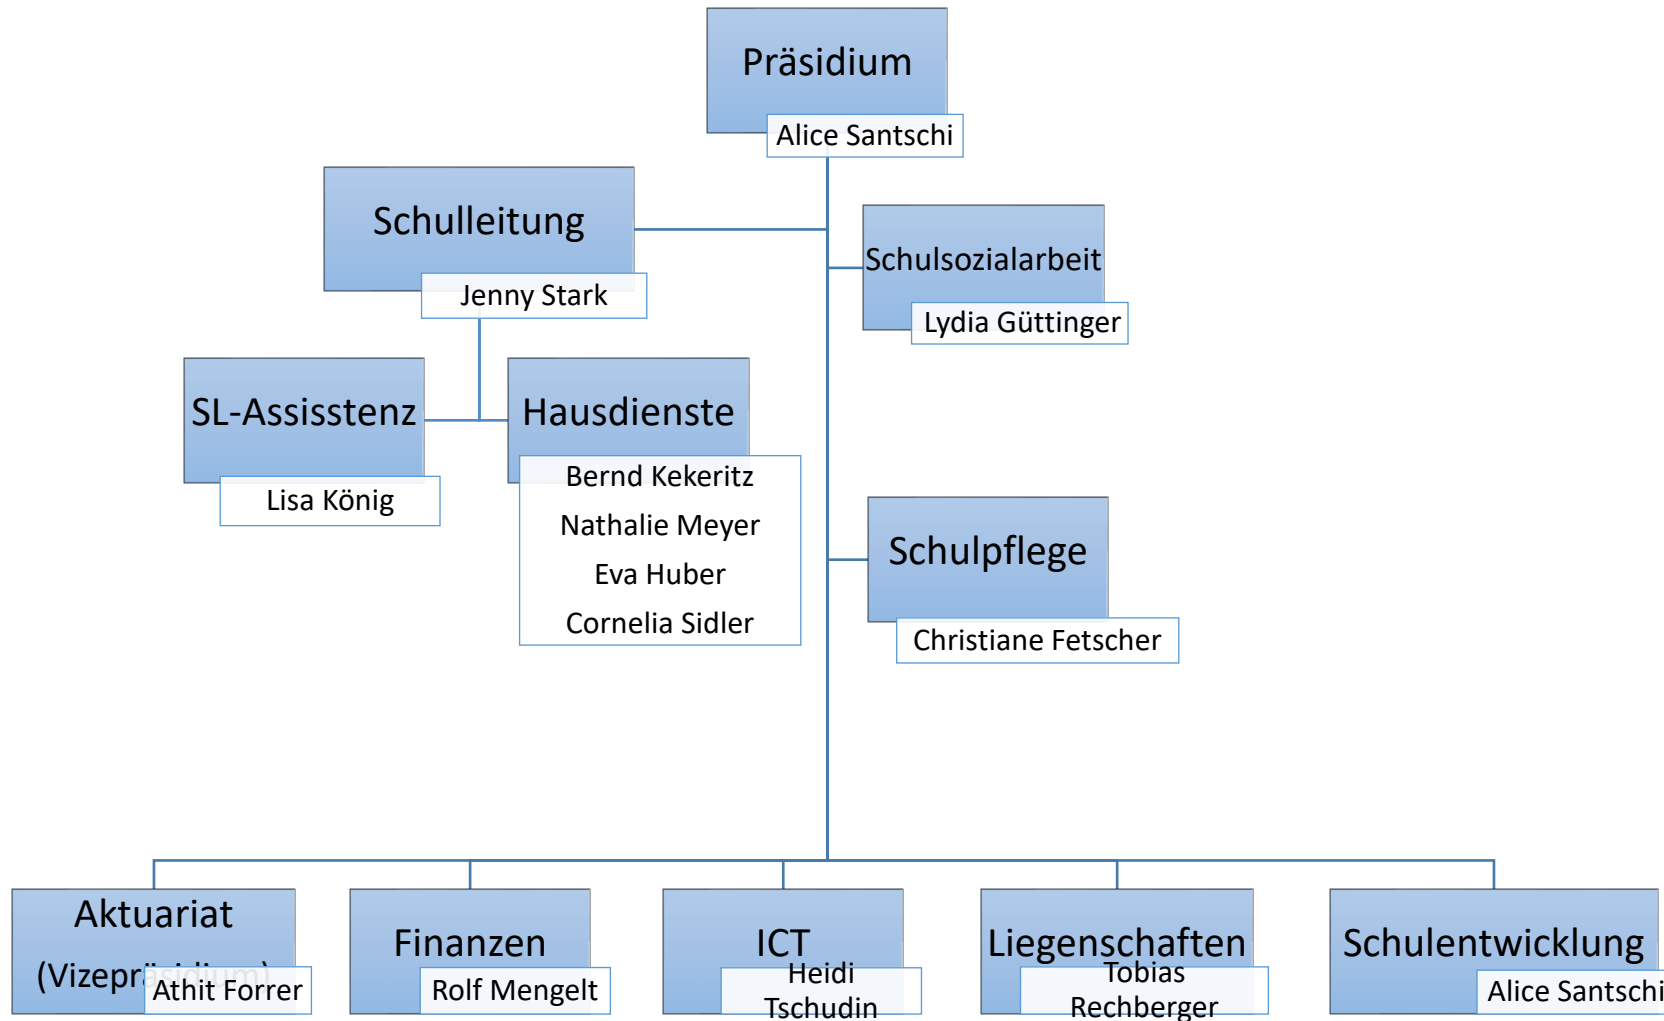 Präsidium
Alice Santschi
Schulleitung
Jenny Stark
Schulsozialarbeit
Lydia Güttinger
SL-Assisstenz
Lisa König
Hausdienste
Bernd Kekeritz
Nathalie Meyer
Eva Huber
Cornelia Sidler
Schulpflege
Christiane Fetscher
Aktuariat
(Vizepräsidium)
Athit Forrer
Finanzen
Rolf Mengelt
ICT
Heidi
Tschudin
Liegenschaften
Tobias
Rechberger
Schulentwicklung
Alice Santschi